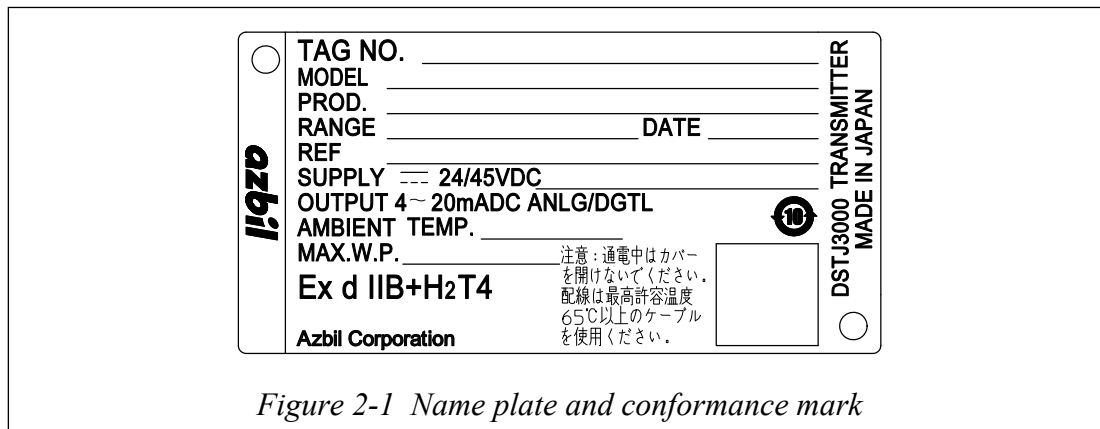 azbil
TAG NO.
MODEL
PROD.
RANGE DATE
REF
SUPPLY ⎓ 24/45VDC
OUTPUT 4~20mADC ANLG/DGTL
AMBIENT TEMP.
MAX.W.P.
Ex d IIB+H2T4
Azbil Corporation
注意:通電中はカバー
を開けないでください.
配線は最高許容温度
65℃以上のケーブル
を使用ください.
10
DSTJ3000 TRANSMITTER
MADE IN JAPAN
Figure 2-1 Name plate and conformance mark